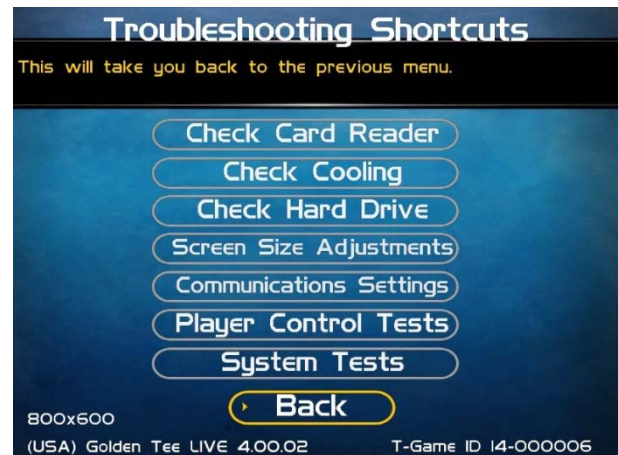 Troubleshooting Shortcuts
This will take you back to the previous menu.
Check Card Reader
Check Cooling
Check Hard Drive
Screen Size Adjustments
Communications Settings
Player Control Tests
System Tests
Back
800x600
(USA) Golden Tee LIVE 4.00.02 T-Game ID 14-000006